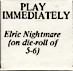 PLAY
IMMEDIATELY
Elric Nightmare
(on die-roll of
5-6)